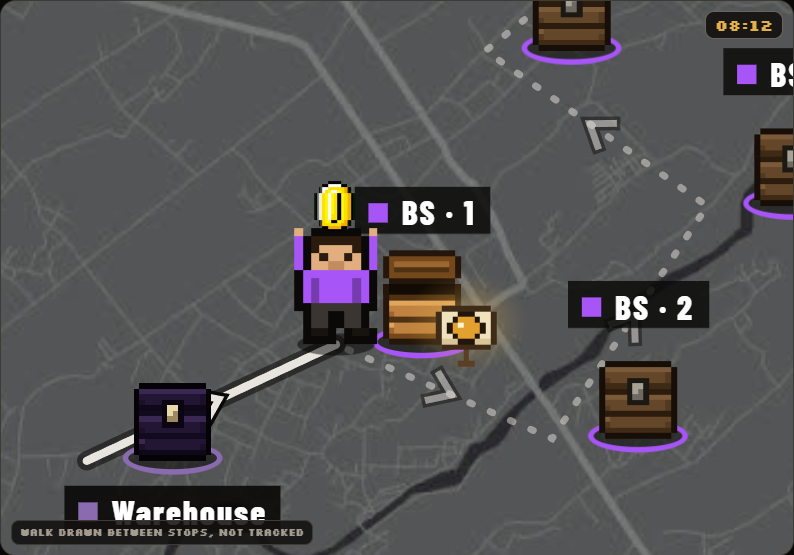 08:12
BS
BS · 1
BS · 2
Warehouse
WALK DRAWN BETWEEN STOPS, NOT TRACKED